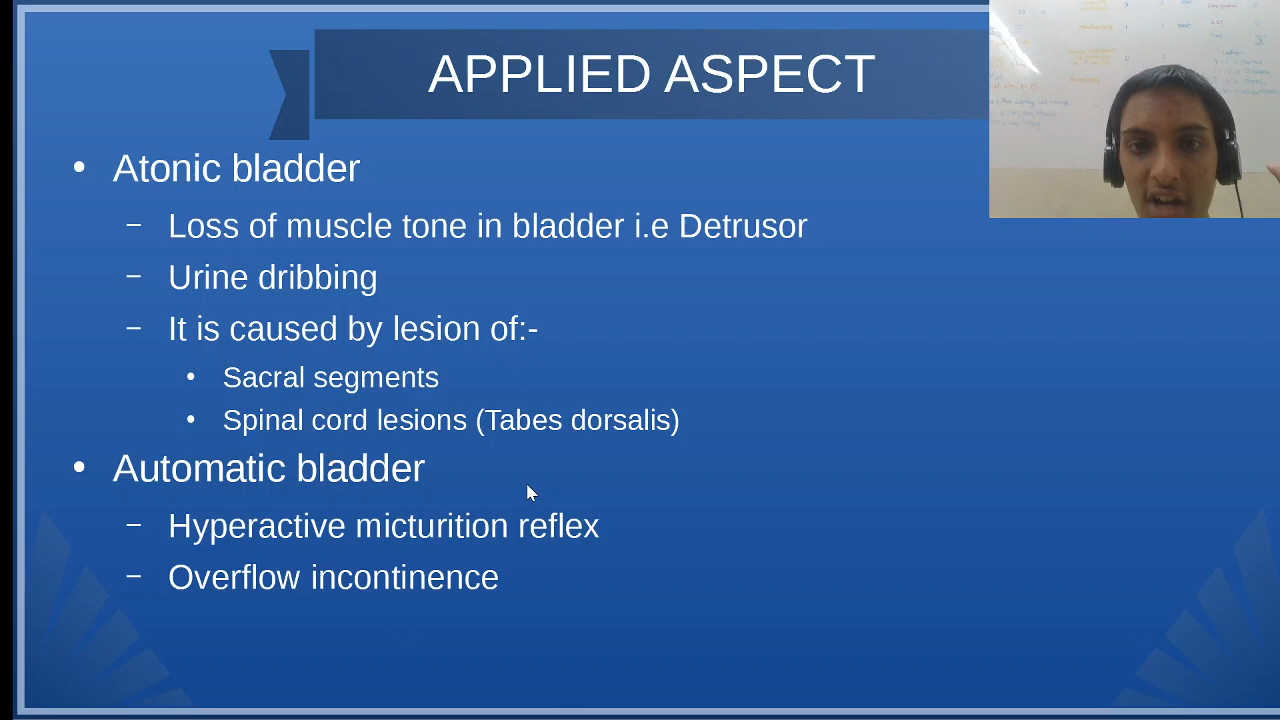 APPLIED ASPECT
• Atonic bladder
– Loss of muscle tone in bladder i.e Detrusor
– Urine dribbing
– It is caused by lesion of:-
• Sacral segments
• Spinal cord lesions (Tabes dorsalis)
• Automatic bladder
– Hyperactive micturition reflex
– Overflow incontinence